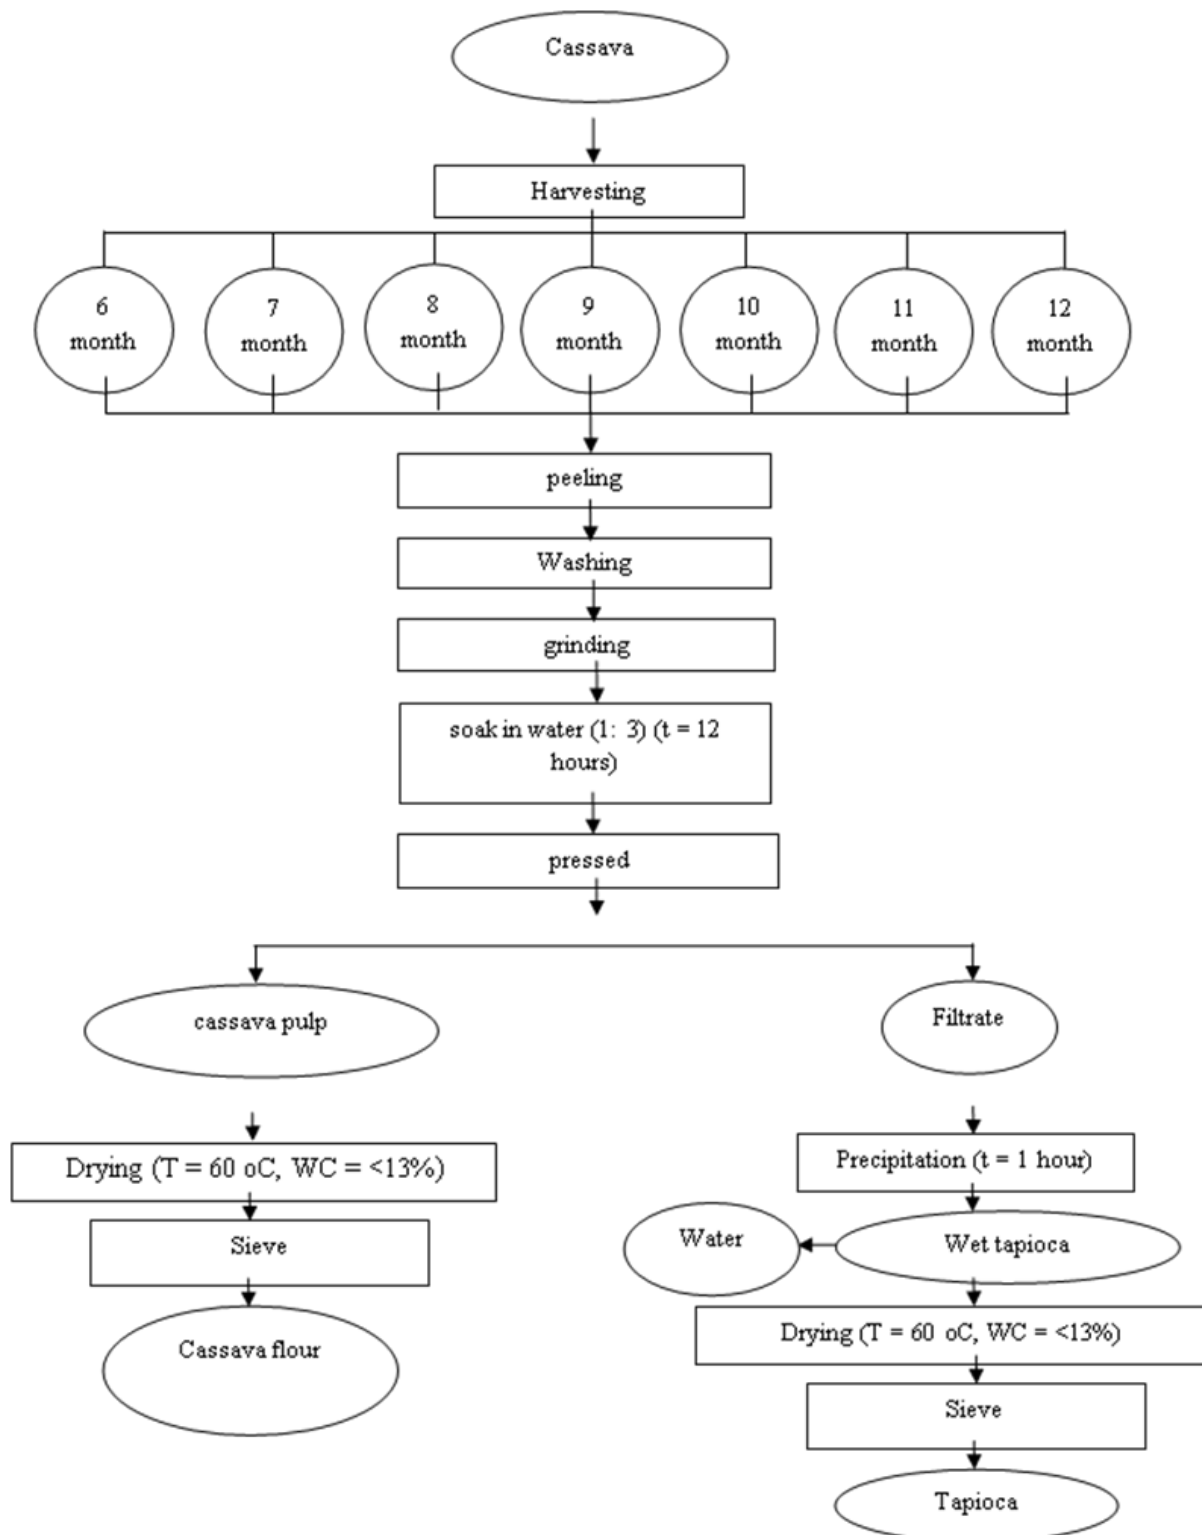 Cassava
Harvesting
6
month
7
month
8
month
9
month
10
month
11
month
12
month
peeling
Washing
grinding
soak in water (1: 3) (t = 12
hours)
pressed
cassava pulp
Filtrate
Drying (T = 60 oC, WC = <13%)
Precipitation (t = 1 hour)
Sieve
Water
Wet tapioca
Cassava flour
Drying (T = 60 oC, WC = <13%)
Sieve
Tapioca